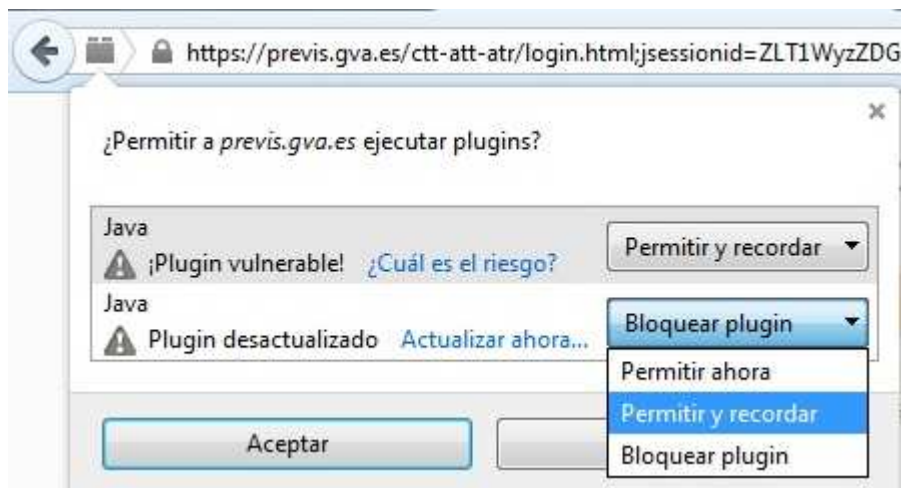 https://previs.gva.es/ctt-att-atr/login.html;jsessionid=ZLT1WyzZDG
¿Permitir a previs.gva.es ejecutar plugins?
Java
¡Plugin vulnerable! ¿Cuál es el riesgo? Permitir y recordar
Java
Plugin desactualizado Actualizar ahora... Bloquear plugin
Permitir ahora
Permitir y recordar
Aceptar Bloquear plugin